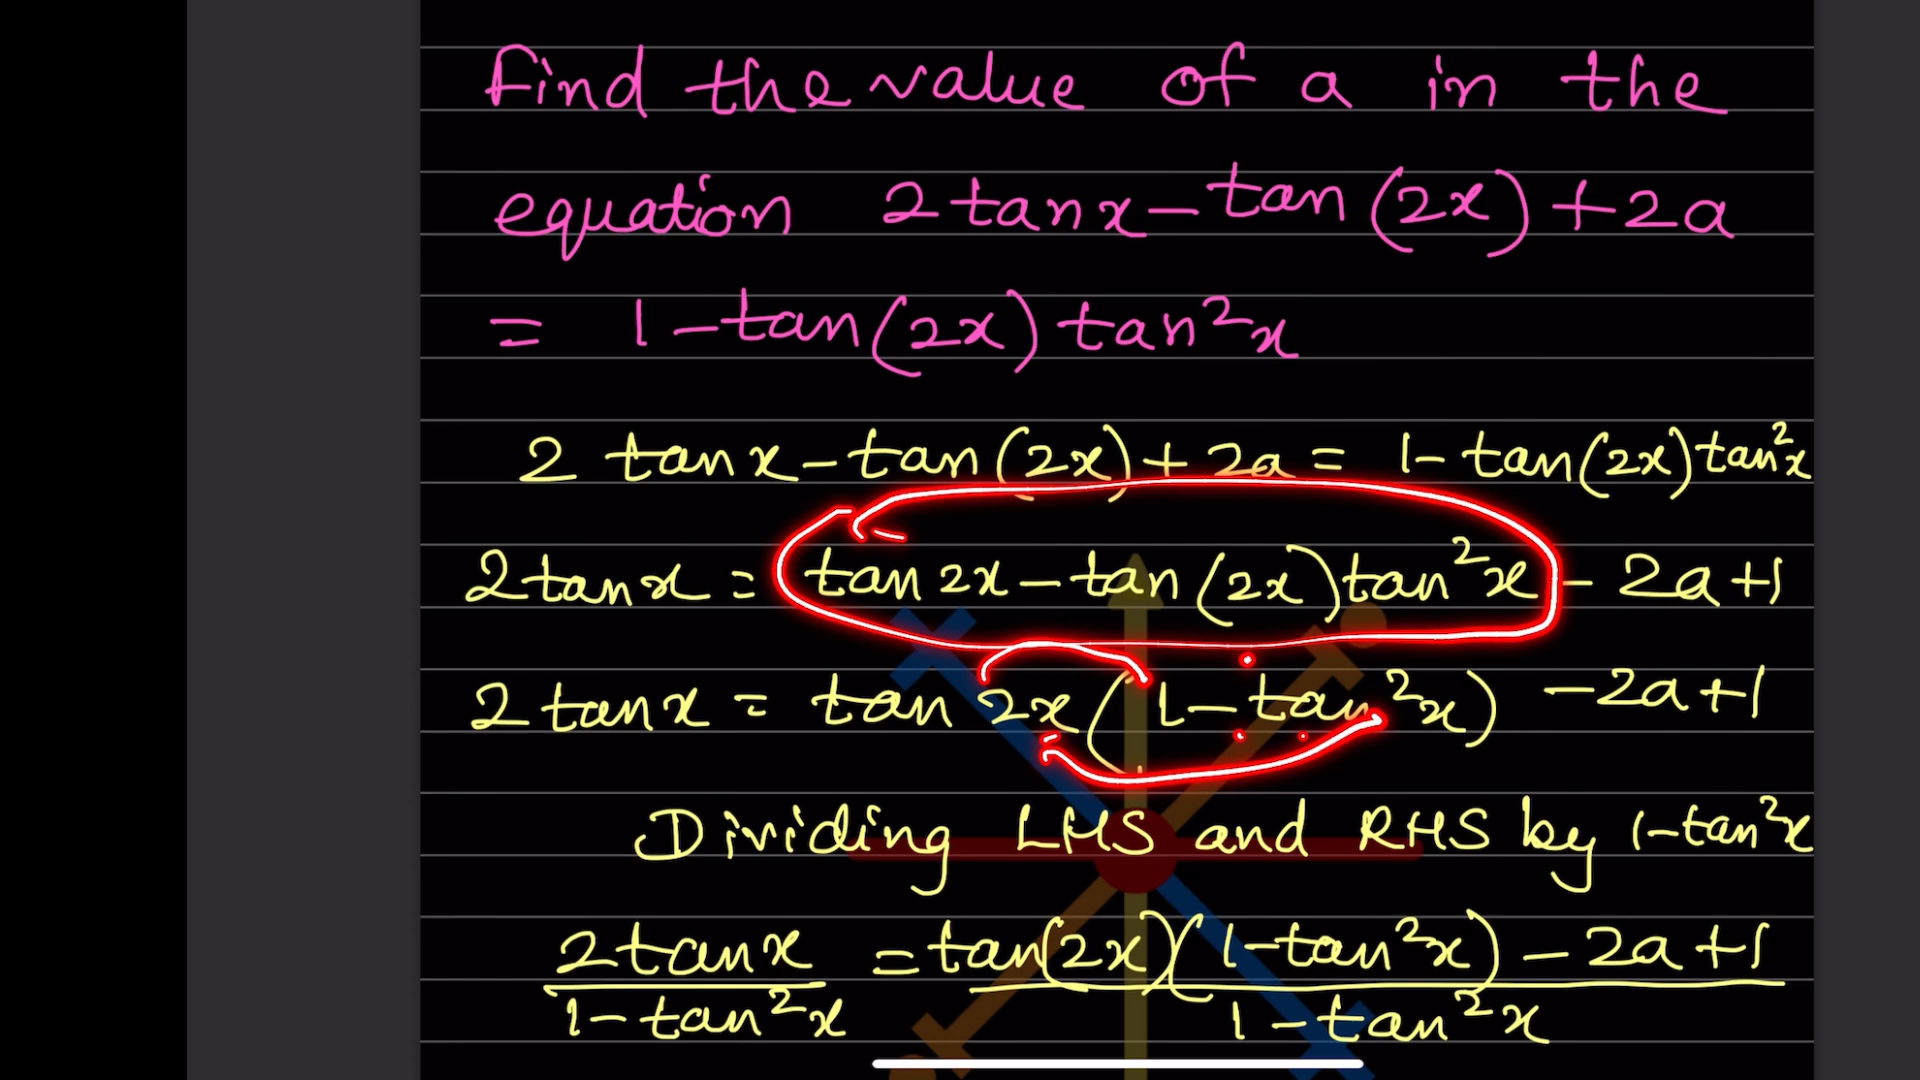 Find the value of a in the
equation 2tanx-tan(2x)+2a
= 1-tan(2x)tan²x
2 tanx-tan(2x)+2a= 1-tan(2x)tan²x
2tanx= tan2x-tan(2x)tan²x-2a+1
2tanx= tan2x(1-tan²x) -2a+1
Dividing LHS and RHS by 1-tan²x
2tanx/1-tan²x =tan(2x)(1-tan²x)-2a+1/1-tan²x